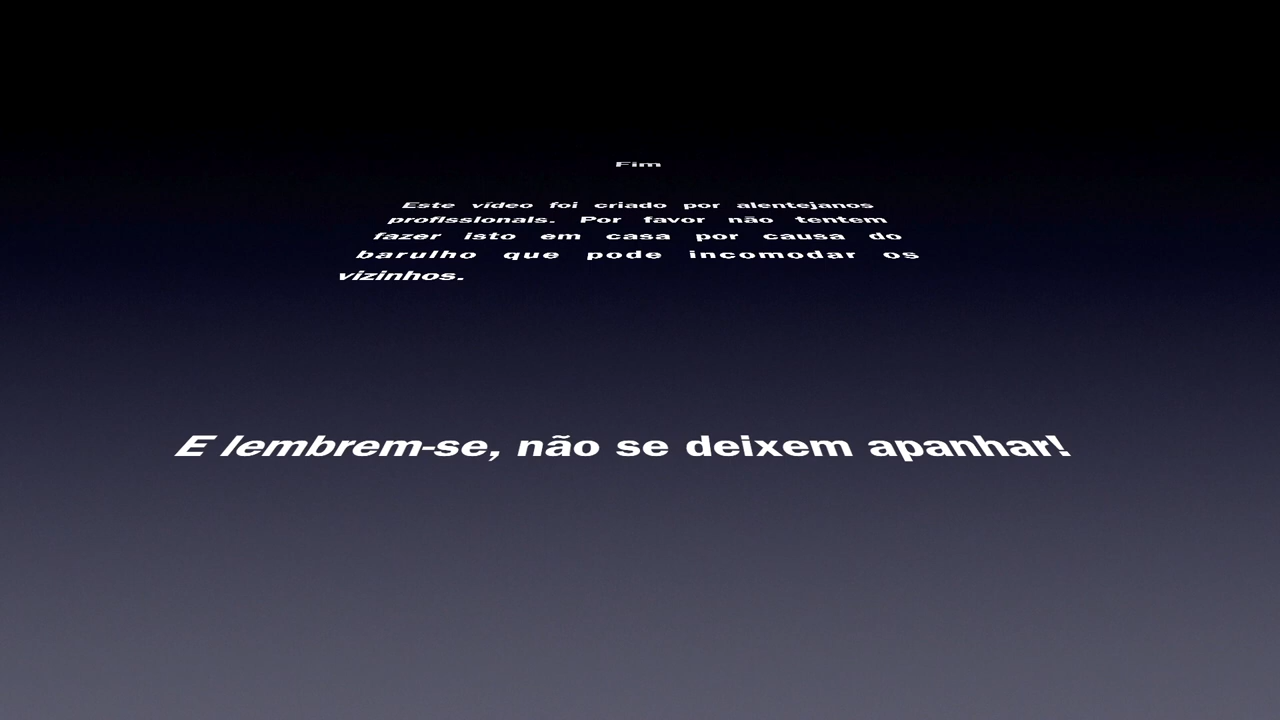 Fim
Este vídeo foi criado por alentejanos
profissionais. Por favor não tentem
fazer isto em casa por causa do
barulho que pode incomodar os
vizinhos.
E lembrem-se, não se deixem apanhar!